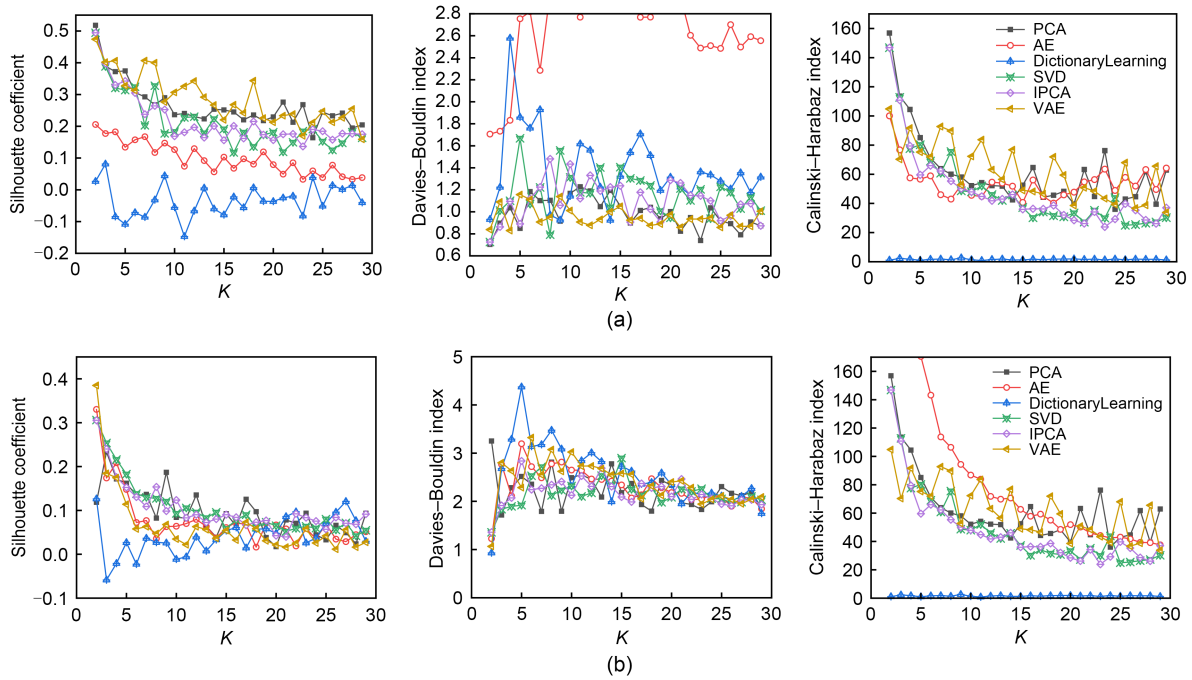 Silhouette coefficient
0.5
0.4
0.3
0.2
0.1
0.0
−0.1
−0.2
0 5 10 15 20 25 30
K
Davies–Bouldin index
2.8
2.6
2.4
2.2
2.0
1.8
1.6
1.4
1.2
1.0
0.8
0.6
0 5 10 15 20 25 30
K
Calinski–Harabaz index
160
140
120
100
80
60
40
20
0
0 5 10 15 20 25 30
K
PCA
AE
DictionaryLearning
SVD
IPCA
VAE
(a)
Silhouette coefficient
0.4
0.3
0.2
0.1
0.0
−0.1
0 5 10 15 20 25 30
K
Davies–Bouldin index
5
4
3
2
1
0
0 5 10 15 20 25 30
K
Calinski–Harabaz index
160
140
120
100
80
60
40
20
0
0 5 10 15 20 25 30
K
PCA
AE
DictionaryLearning
SVD
IPCA
VAE
(b)